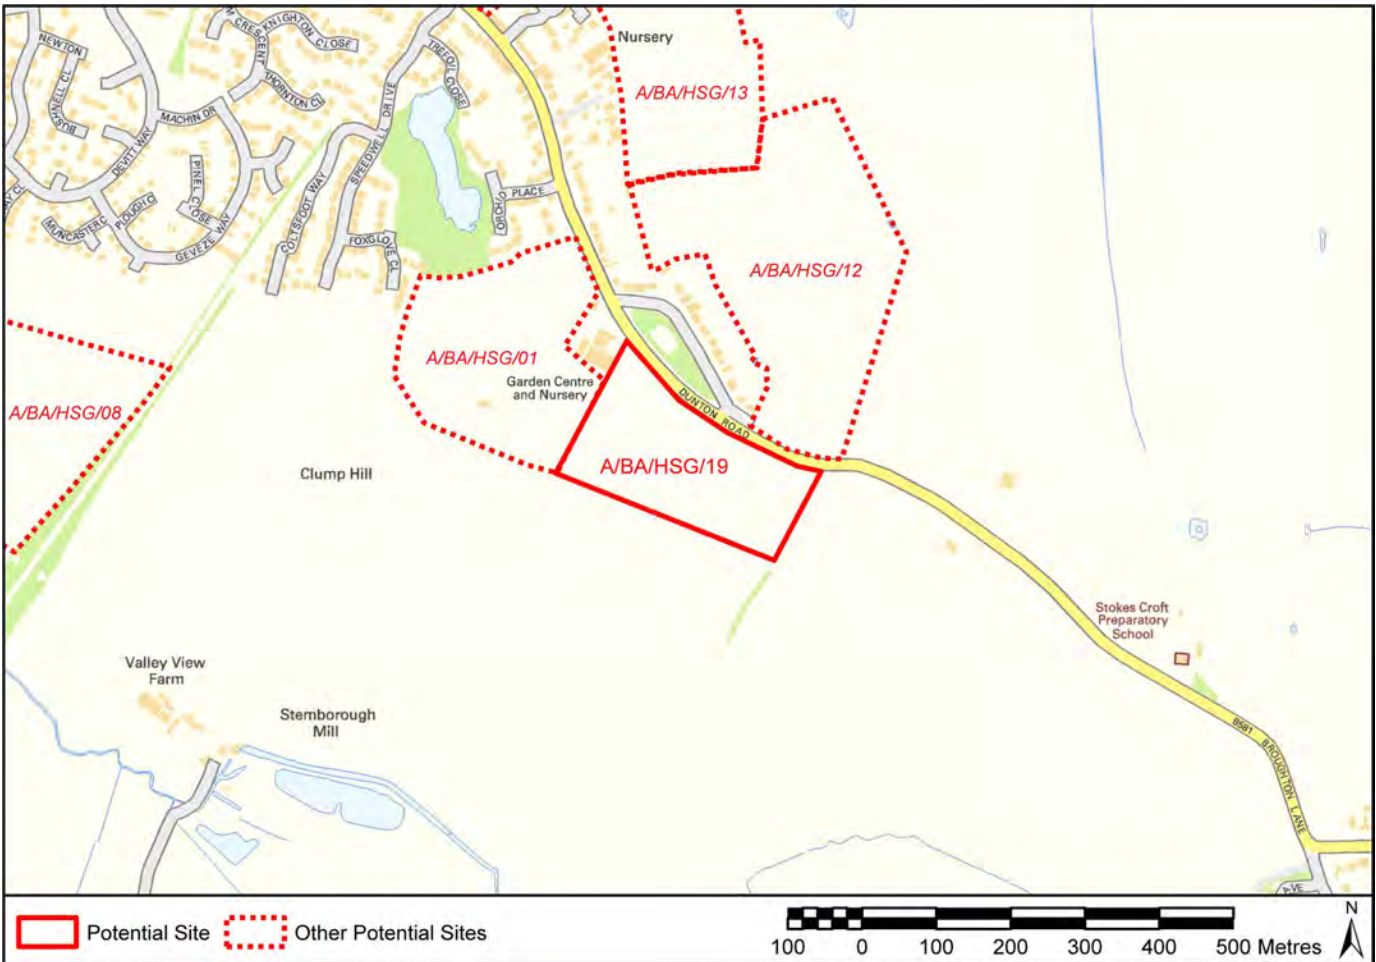 NEWTON
M CRESCENT
KNIGHTON CLOSE
TREFOIL CLOSE
Nursery
BUSHNELL CL
THORNTON CL
A/BA/HSG/13
MACHIN DR
DEVITT WAY
SPEEDWELL DRIVE
PINEL CLOSE
AY CL
PLOUGH C
MUNCASTER C
GEVEZE WAY
COLTSFOOT WAY
FOXGLOVE CL
ORCHID PLACE
A/BA/HSG/12
A/BA/HSG/01
Garden Centre
and Nursery
DUNTON ROAD
A/BA/HSG/08
Clump Hill
A/BA/HSG/19
Stokes Croft
Preparatory
School
Valley View
Farm
Stemborough
Mill
B581 BROUGHTON LANE
AVE
Potential Site
Other Potential Sites
100 0 100 200 300 400 500 Metres
N